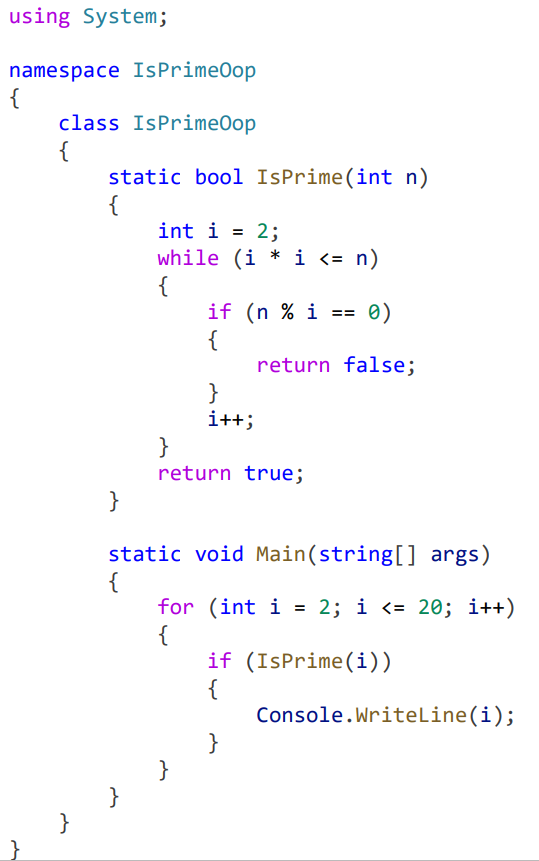 using System;

namespace IsPrimeOop
{
    class IsPrimeOop
    {
        static bool IsPrime(int n)
        {
            int i = 2;
            while (i * i <= n)
            {
                if (n % i == 0)
                {
                    return false;
                }
                i++;
            }
            return true;
        }

        static void Main(string[] args)
        {
            for (int i = 2; i <= 20; i++)
            {
                if (IsPrime(i))
                {
                    Console.WriteLine(i);
                }
            }
        }
    }
}